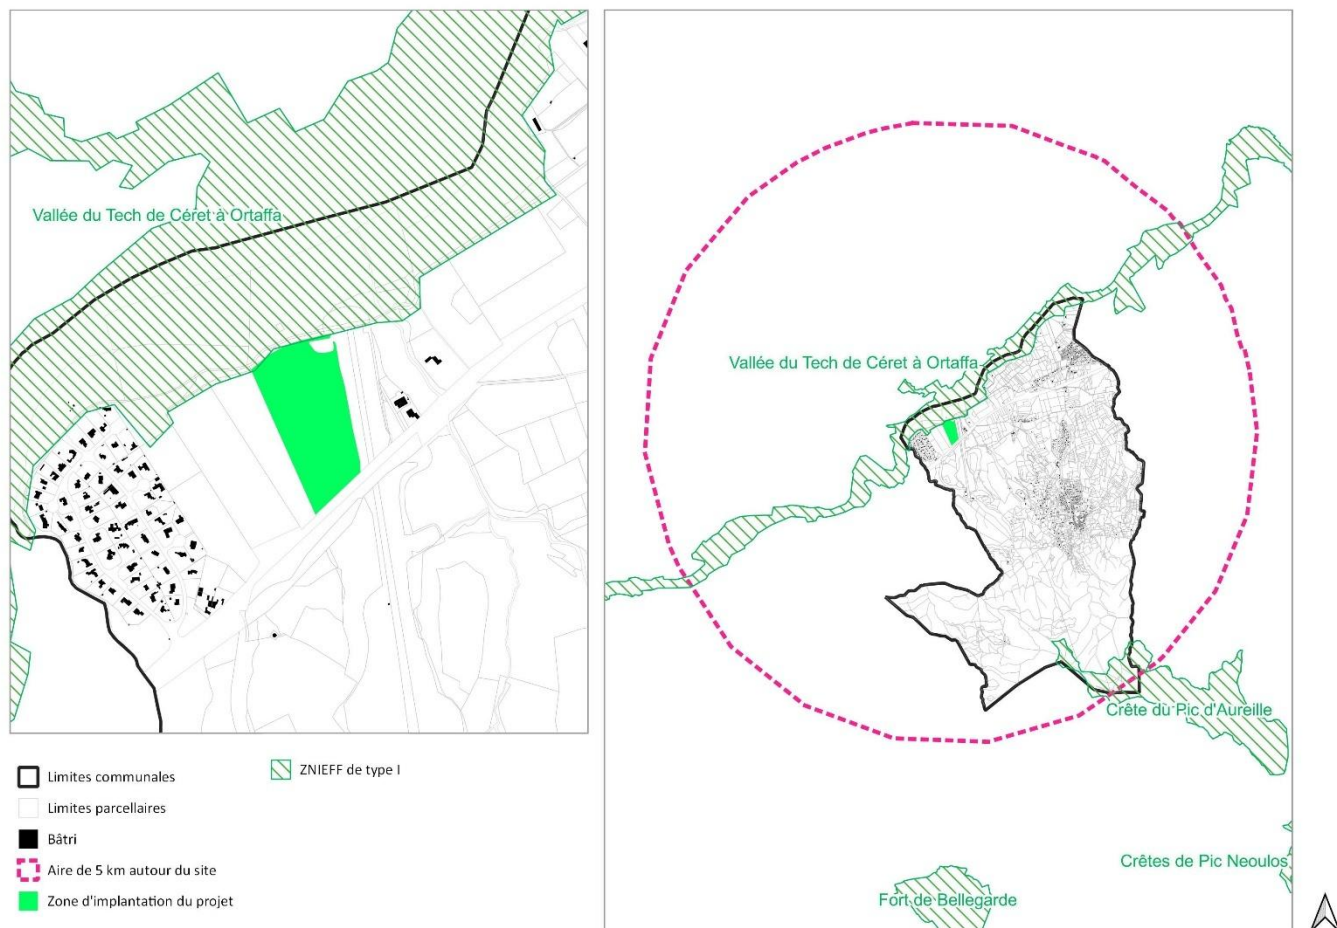 Vallée du Tech de Céret à Ortaffa
Limites communales
Limites parcellaires
Bâtri
Aire de 5 km autour du site
Zone d'implantation du projet
ZNIEFF de type I
Vallée du Tech de Céret à Ortaffa
Crête du Pic d'Aureille
Crêtes de Pic Neoulos
Fort de Bellegarde